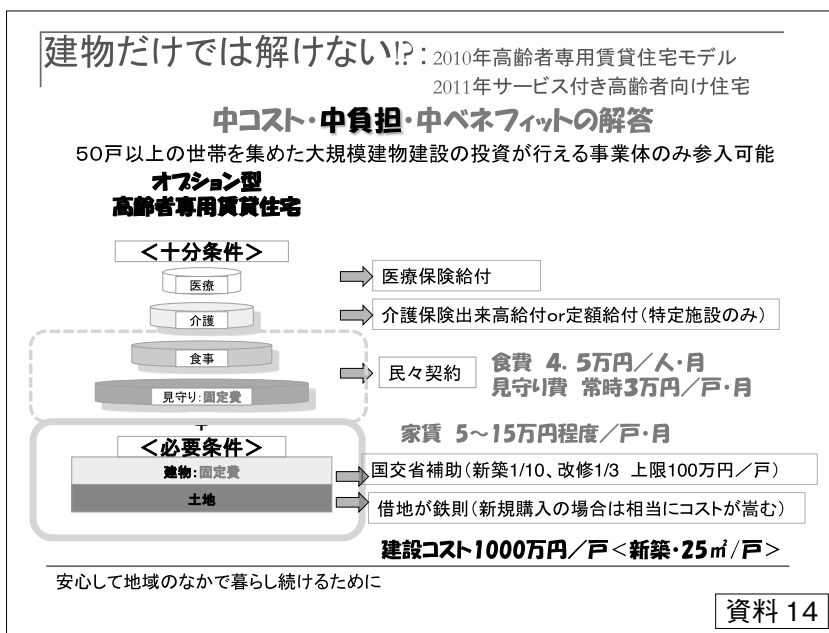 建物だけでは解けない!?：2010年高齢者専用賃貸住宅モデル
2011年サービス付き高齢者向け住宅
中コスト・中負担・中ベネフィットの解答
50戸以上の世帯を集めた大規模建物建設の投資が行える事業体のみ参入可能
オプション型
高齢者専用賃貸住宅
＜十分条件＞
医療
医療保険給付
介護
介護保険出来高給付or定額給付（特定施設のみ）
食事
民々契約
食費 4．5万円／人・月
見守り費 常時3万円／戸・月
見守り：固定費
+
家賃 5～15万円程度／戸・月
＜必要条件＞
建物：固定費
国交省補助（新築1/10、改修1/3 上限100万円／戸）
土地
借地が鉄則（新規購入の場合は相当にコストが嵩む）
建設コスト1000万円／戸＜新築・25㎡/戸＞
安心して地域のなかで暮らし続けるために
資料 14